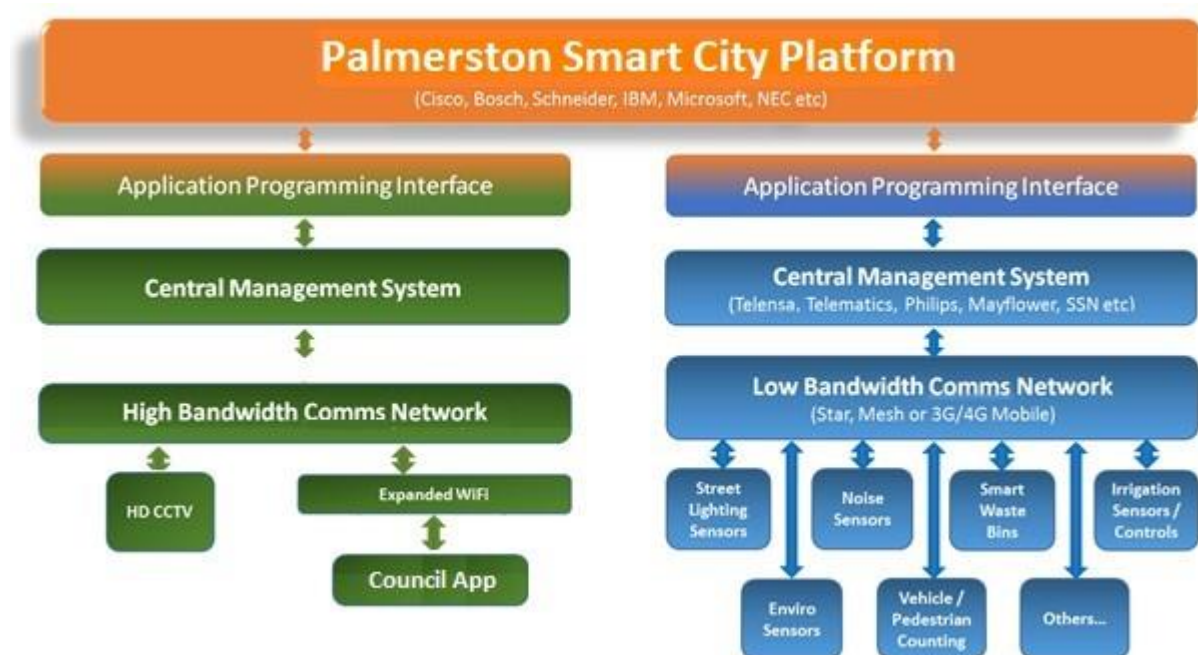 Palmerston Smart City Platform
(Cisco, Bosch, Schneider, IBM, Microsoft, NEC etc)
Application Programming Interface
Central Management System
High Bandwidth Comms Network
HD CCTV
Expanded WiFi
Council App
Application Programming Interface
Central Management System
(Telensa, Telematics, Philips, Mayflower, SSN etc)
Low Bandwidth Comms Network
(Star, Mesh or 3G/4G Mobile)
Street
Lighting
Sensors
Noise
Sensors
Smart
Waste
Bins
Irrigation
Sensors /
Controls
Enviro
Sensors
Vehicle /
Pedestrian
Counting
Others...